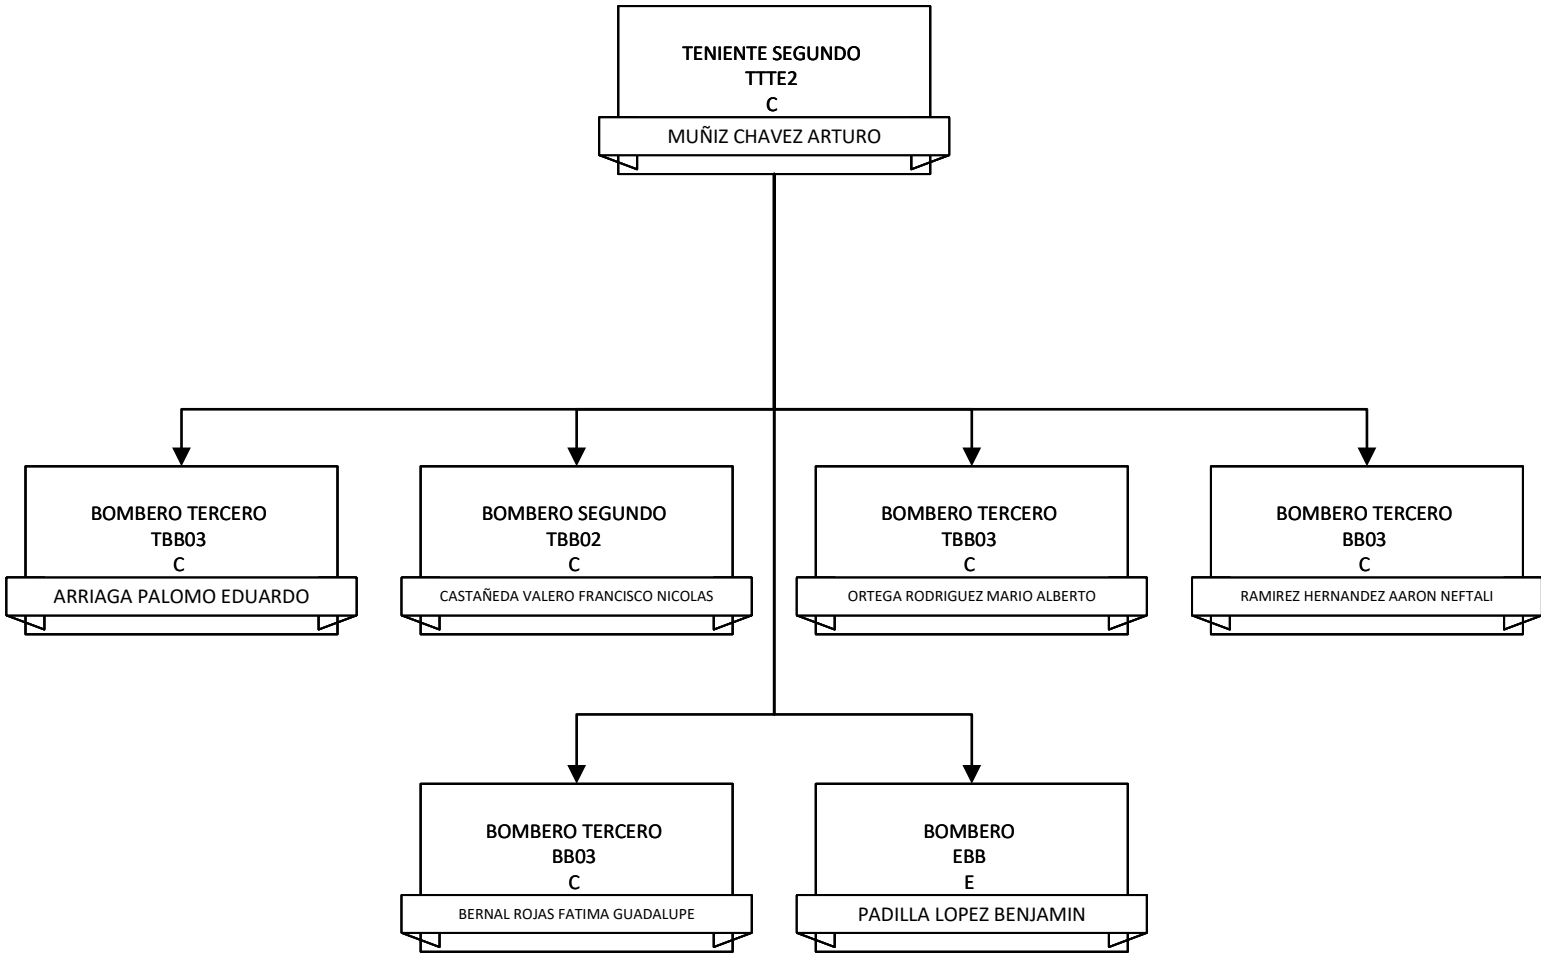 TENIENTE SEGUNDO
TTTE2
C
MUÑIZ CHAVEZ ARTURO
BOMBERO TERCERO
TBB03
C
ARRIAGA PALOMO EDUARDO
BOMBERO SEGUNDO
TBB02
C
CASTAÑEDA VALERO FRANCISCO NICOLAS
BOMBERO TERCERO
TBB03
C
ORTEGA RODRIGUEZ MARIO ALBERTO
BOMBERO TERCERO
BB03
C
RAMIREZ HERNANDEZ AARON NEFTALI
BOMBERO TERCERO
BB03
C
BERNAL ROJAS FATIMA GUADALUPE
BOMBERO
EBB
E
PADILLA LOPEZ BENJAMIN